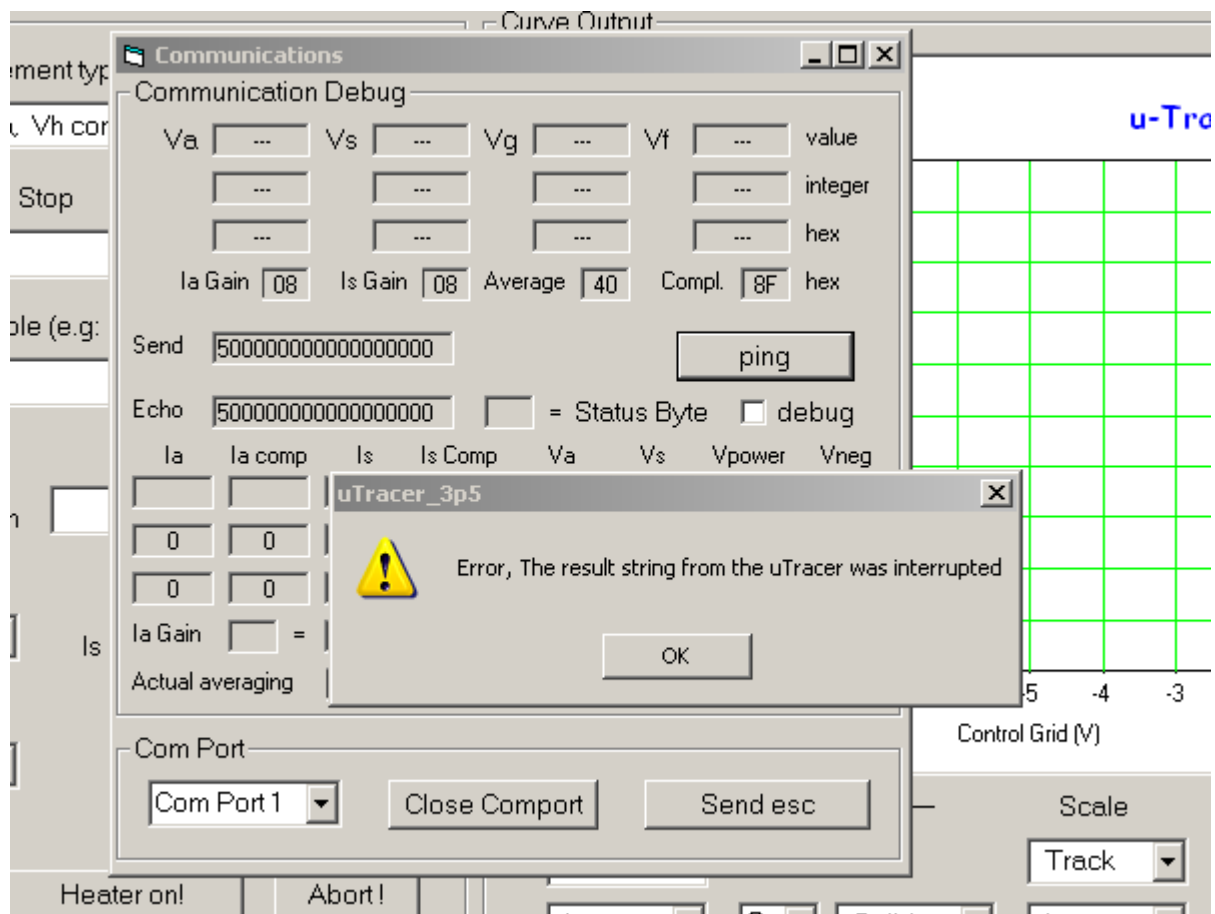 Curve Output
Communications
ement typ
Communication Debug
Vh cor
Va --- Vs --- Vg --- Vf --- value
u-Tra
Stop
--- --- --- --- integer
--- --- --- --- hex
Ia Gain 08 Is Gain 08 Average 40 Compl. 8F hex
ble (e.g:
Send 500000000000000000 ping
Echo 500000000000000000 = Status Byte debug
Ia Ia comp Is Is Comp Va Vs Vpower Vneg
uTracer_3p5
0 0
Error, The result string from the uTracer was interrupted
0 0
Ia Gain =
OK
Is
Actual averaging
-5 -4 -3
Control Grid (V)
Com Port
Com Port 1 Close Comport Send esc
Scale
Track
Heater on! Abort !